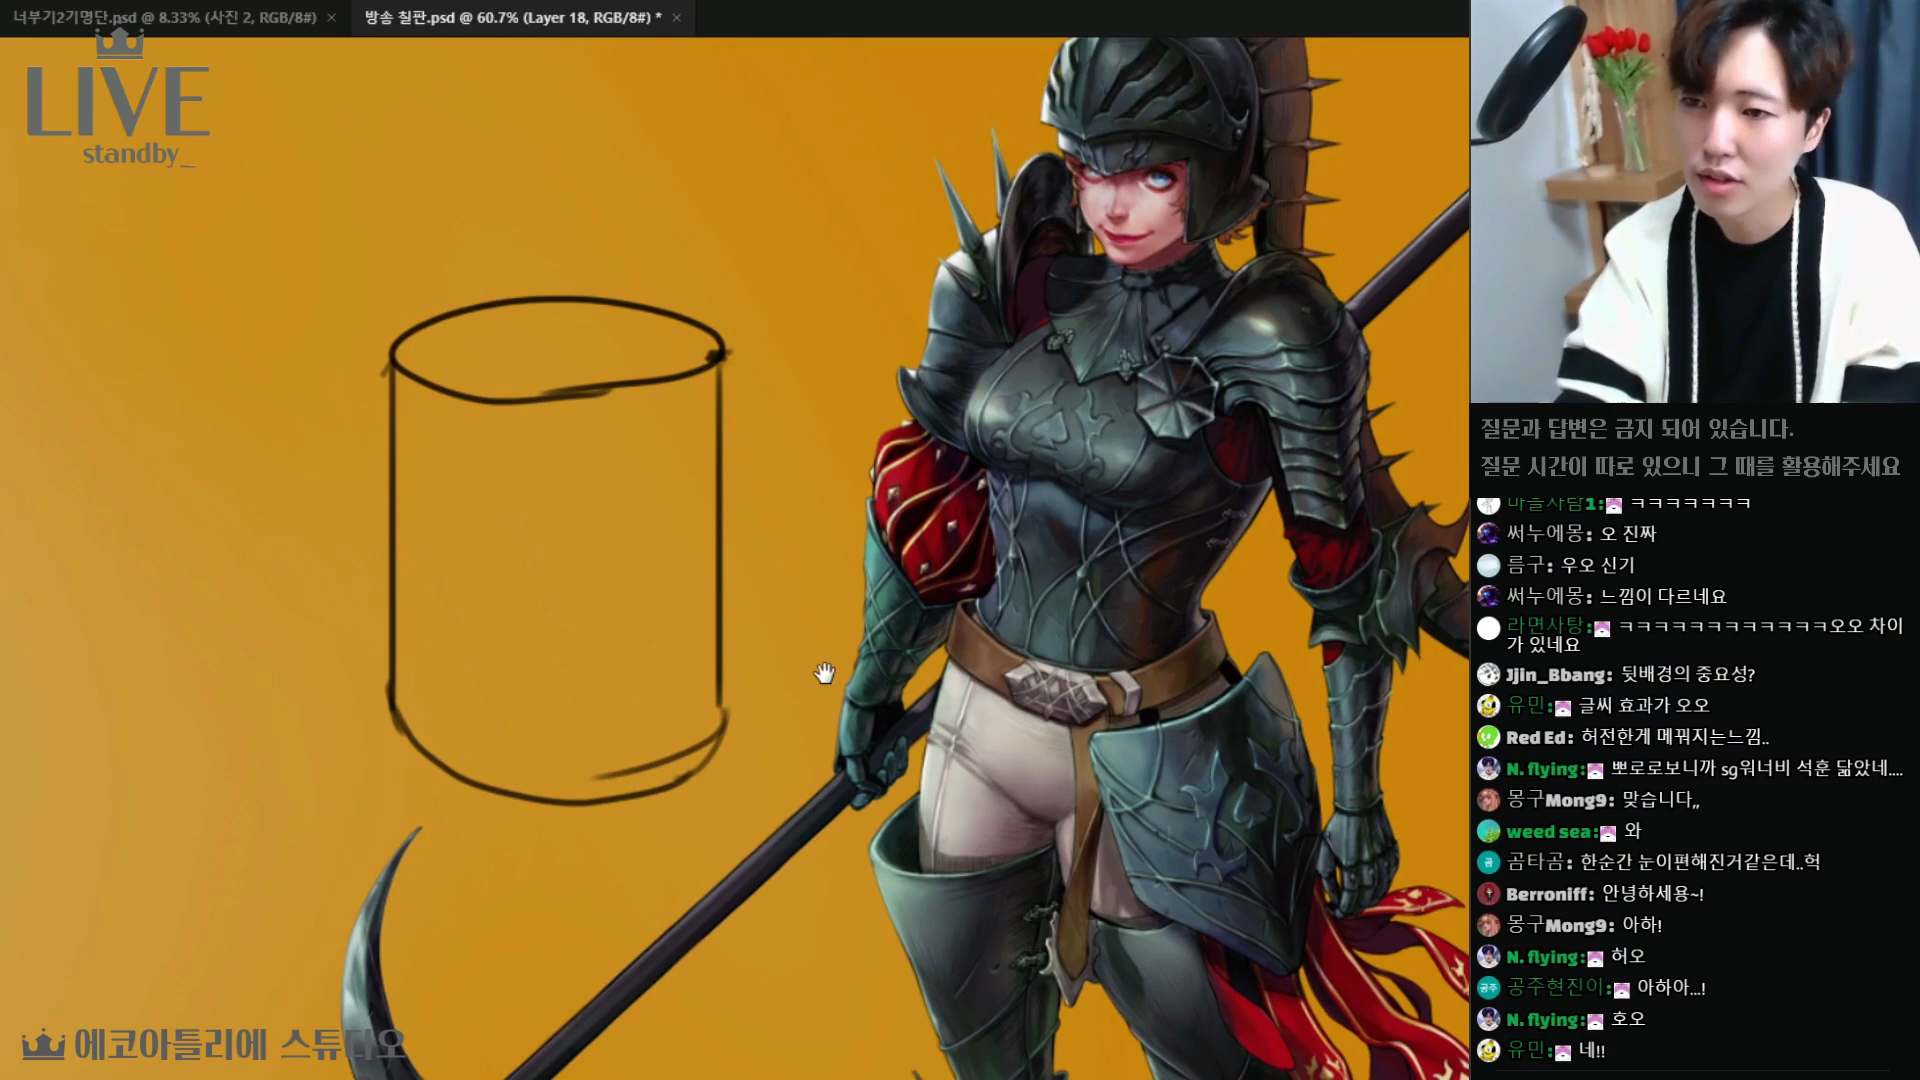 너부기2기명단.psd @ 8.33% (사진 2, RGB/8#) ×
방송 칠판.psd @ 60.7% (Layer 18, RGB/8#) * ×
LIVE
standby_
에코아틀리에 스튜디오
질문과 답변은 금지 되어 있습니다.
질문 시간이 따로 있으니 그 때를 활용해주세요
마늘사탐1: ㅋㅋㅋㅋㅋㅋㅋ
써누에몽: 오 진짜
름구: 우오 신기
써누에몽: 느낌이 다르네요
라면사탕: ㅋㅋㅋㅋㅋㅋㅋㅋㅋㅋㅋㅋ오오 차이
가 있네요
Jjin_Bbang: 뒷배경의 중요성?
유민: 글씨 효과가 오오
Red Ed: 허전한게 메꿔지는느낌..
N. flying: 뽀로로보니까 sg워너비 석훈 닮았네....
몽구Mong9: 맞습니다,,
weed sea: 와
곰 곰타곰: 한순간 눈이편해진거같은데..헉
Berroniff: 안녕하세용~!
몽구Mong9: 아하!
N. flying: 허오
공주 공주현진이: 아하아...!
N. flying: 호오
유민: 네!!